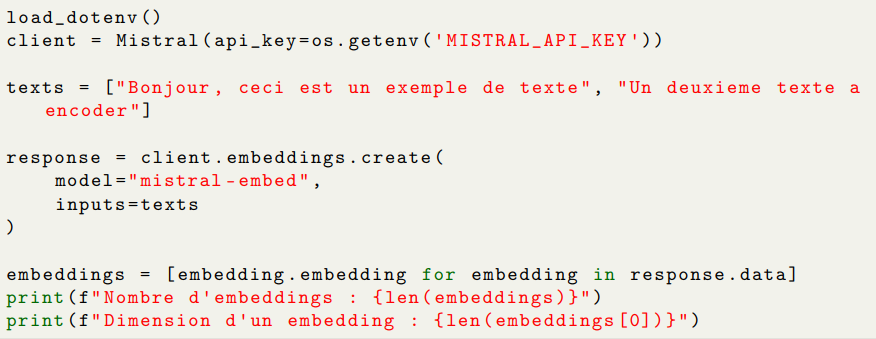 load_dotenv()
client = Mistral(api_key=os.getenv('MISTRAL_API_KEY'))
texts = ["Bonjour, ceci est un exemple de texte", "Un deuxieme texte a
encoder"]
response = client.embeddings.create(
model="mistral-embed",
inputs=texts
)
embeddings = [embedding.embedding for embedding in response.data]
print(f"Nombre d'embeddings : {len(embeddings)}")
print(f"Dimension d'un embedding : {len(embeddings[0])}")